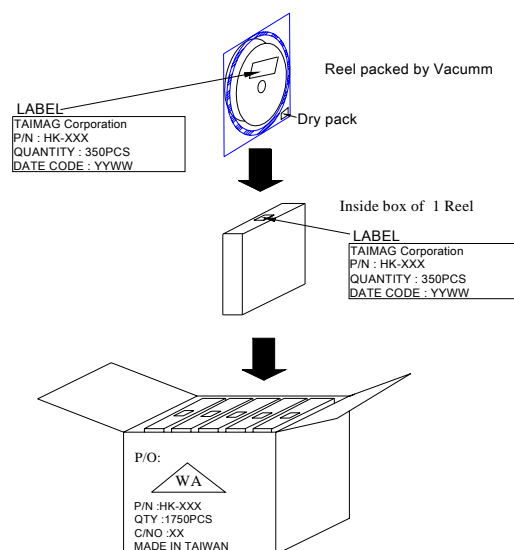 Reel packed by Vacumm
LABEL
TAIMAG Corporation
P/N : HK-XXX
QUANTITY : 350PCS
DATE CODE : YYWW
Dry pack
Inside box of 1 Reel
LABEL
TAIMAG Corporation
P/N : HK-XXX
QUANTITY : 350PCS
DATE CODE : YYWW
P/O:
WA
P/N :HK-XXX
QTY :1750PCS
C/NO :XX
MADE IN TAIWAN